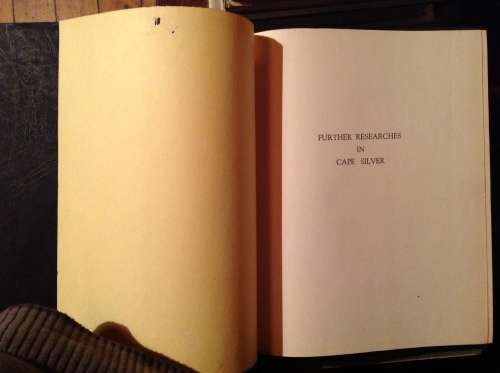 FURTHER RESEARCHES
IN
CAPE SILVER